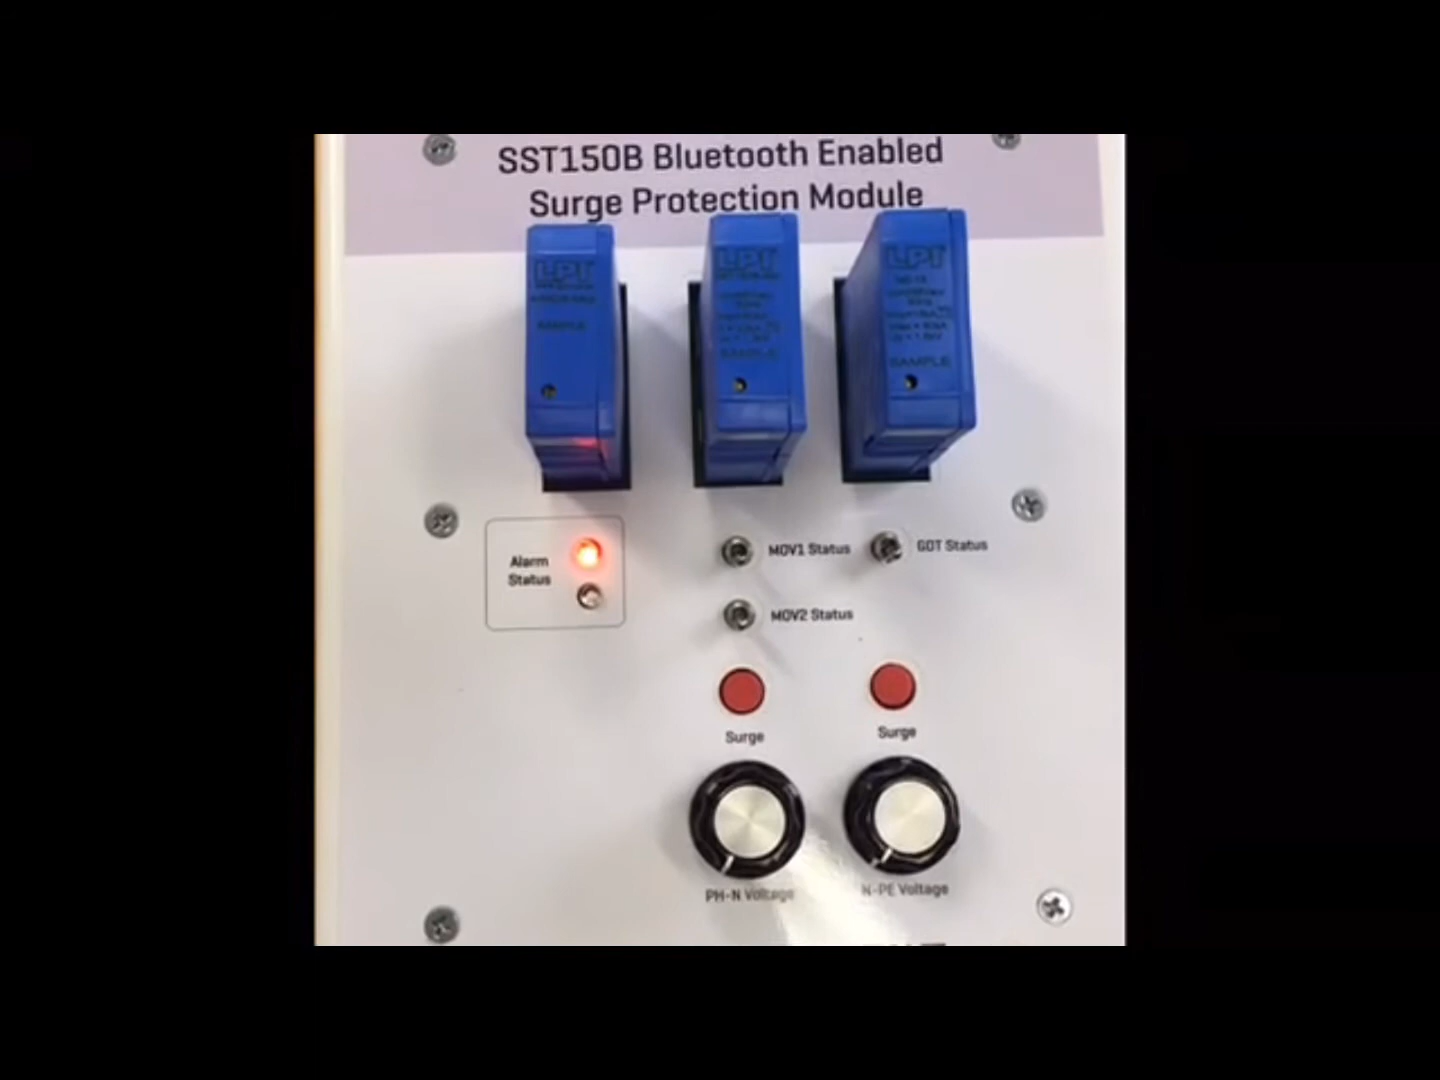 SST150B Bluetooth Enabled
Surge Protection Module
LPI
LPI
LPI
SAMPLE
SAMPLE
SAMPLE
Alarm
Status
MOV1 Status
GDT Status
MOV2 Status
Surge
Surge
PH-N Voltage
N-PE Voltage